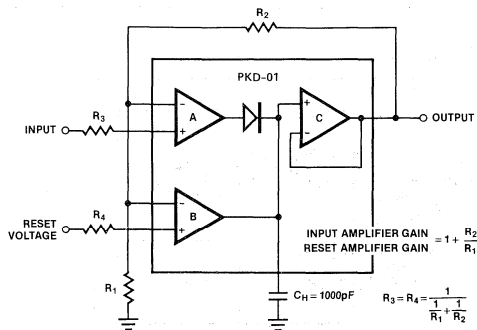 R2
PKD-01
−
A
+
+
C
−
INPUT
R3
OUTPUT
−
B
+
RESET
VOLTAGE
R4
INPUT AMPLIFIER GAIN
RESET AMPLIFIER GAIN
= 1 + R2/R1
R1
CH = 1000pF
R3 = R4 = 1/(1/R1 + 1/R2)